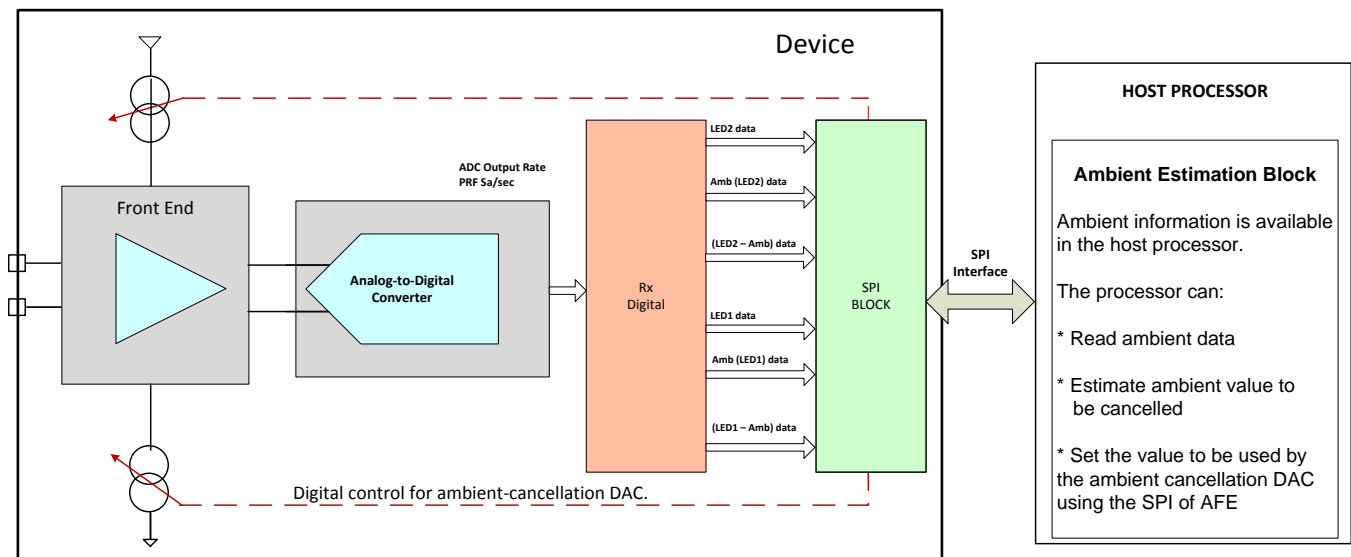 Device
Front End
ADC Output Rate
PRF Sa/sec
Analog-to-Digital
Converter
Rx
Digital
LED2 data
Amb (LED2) data
(LED2 – Amb) data
LED1 data
Amb (LED1) data
(LED1 – Amb) data
SPI
BLOCK
Digital control for ambient-cancellation DAC.
SPI
Interface
HOST PROCESSOR
Ambient Estimation Block
Ambient information is available
in the host processor.
The processor can:
* Read ambient data
* Estimate ambient value to
be cancelled
* Set the value to be used by
the ambient cancellation DAC
using the SPI of AFE